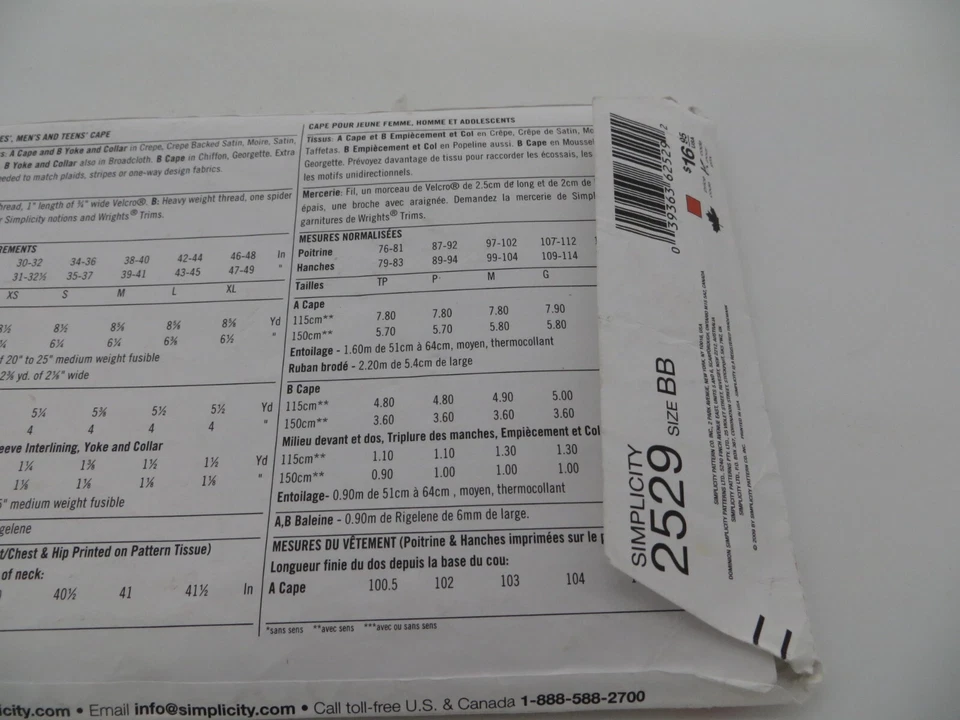 ES', MEN'S AND TEENS' CAPE
s: A Cape and B Yoke and Collar in Crepe, Crepe Backed Satin, Moire, Satin,
B Yoke and Collar also in Broadcloth. B Cape in Chiffon, Georgette. Extra
eeded to match plaids, stripes or one-way design fabrics.
hread, 1" length of ¾" wide Velcro®. B: Heavy weight thread, one spider
r Simplicity notions and Wrights® Trims.
REMENTS
30-32 34-36 38-40 42-44 46-48 In
31-32½ 35-37 39-41 43-45 47-49 "
XS S M L XL
8½ 8½ 8⅝ 8⅝ 8⅝ Yd
6¼ 6¼ 6⅜ 6½ "
f 20" to 25" medium weight fusible
2⅜ yd. of 2⅛" wide
5¼ 5⅜ 5½ 5½ Yd
4 4 4 4 "
eeve Interlining, Yoke and Collar
1¼ 1⅜ 1½ 1½ Yd
1⅛ 1⅛ 1⅛ 1⅛ "
5" medium weight fusible
gelene
t/Chest & Hip Printed on Pattern Tissue)
of neck:
40½ 41 41½ In
CAPE POUR JEUNE FEMME, HOMME ET ADOLESCENTS
Tissus: A Cape et B Empiècement et Col en Crêpe, Crêpe de Satin, Mo
Taffetas. B Empiècement et Col en Popeline aussi. B Cape en Moussel
Georgette. Prévoyez davantage de tissu pour raccorder les écossais, les
les motifs unidirectionnels.
Mercerie: Fil, un morceau de Velcro® de 2.5cm de long et de 2cm de
épais, une broche avec araignée. Demandez la mercerie de Simpl
garnitures de Wrights® Trims.
MESURES NORMALISÉES
Poitrine 76-81 87-92 97-102 107-112 1
Hanches 79-83 89-94 99-104 109-114
Tailles TP P M G
A Cape
115cm** 7.80 7.80 7.80 7.90
150cm** 5.70 5.70 5.80 5.80
Entoilage - 1.60m de 51cm à 64cm, moyen, thermocollant
Ruban brodé - 2.20m de 5.4cm de large
B Cape
115cm** 4.80 4.80 4.90 5.00
150cm** 3.60 3.60 3.60 3.60
Milieu devant et dos, Triplure des manches, Empiècement et Col
115cm** 1.10 1.10 1.30 1.30
150cm** 0.90 1.00 1.00 1.00
Entoilage- 0.90m de 51cm à 64cm , moyen, thermocollant
A,B Baleine - 0.90m de Rigelene de 6mm de large.
MESURES DU VÊTEMENT (Poitrine & Hanches imprimées sur le p
Longueur finie du dos depuis la base du cou:
A Cape 100.5 102 103 104
*sans sens **avec sens ***avec ou sans sens
0 39363 62529 2
$16.95
USA
SIMPLICITY
2529 SIZE BB
licity.com • Email info@simplicity.com • Call toll-free U.S. & Canada 1-888-588-2700